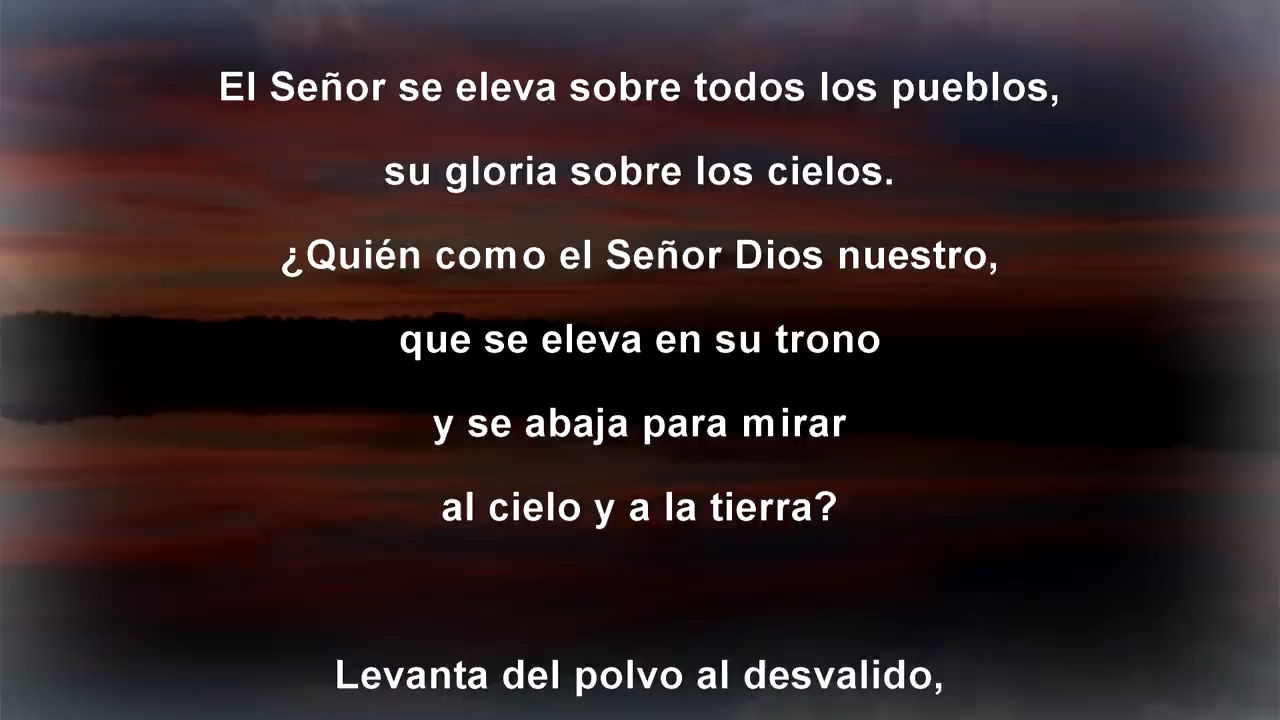 El Señor se eleva sobre todos los pueblos,
su gloria sobre los cielos.
¿Quién como el Señor Dios nuestro,
que se eleva en su trono
y se abaja para mirar
al cielo y a la tierra?
Levanta del polvo al desvalido,